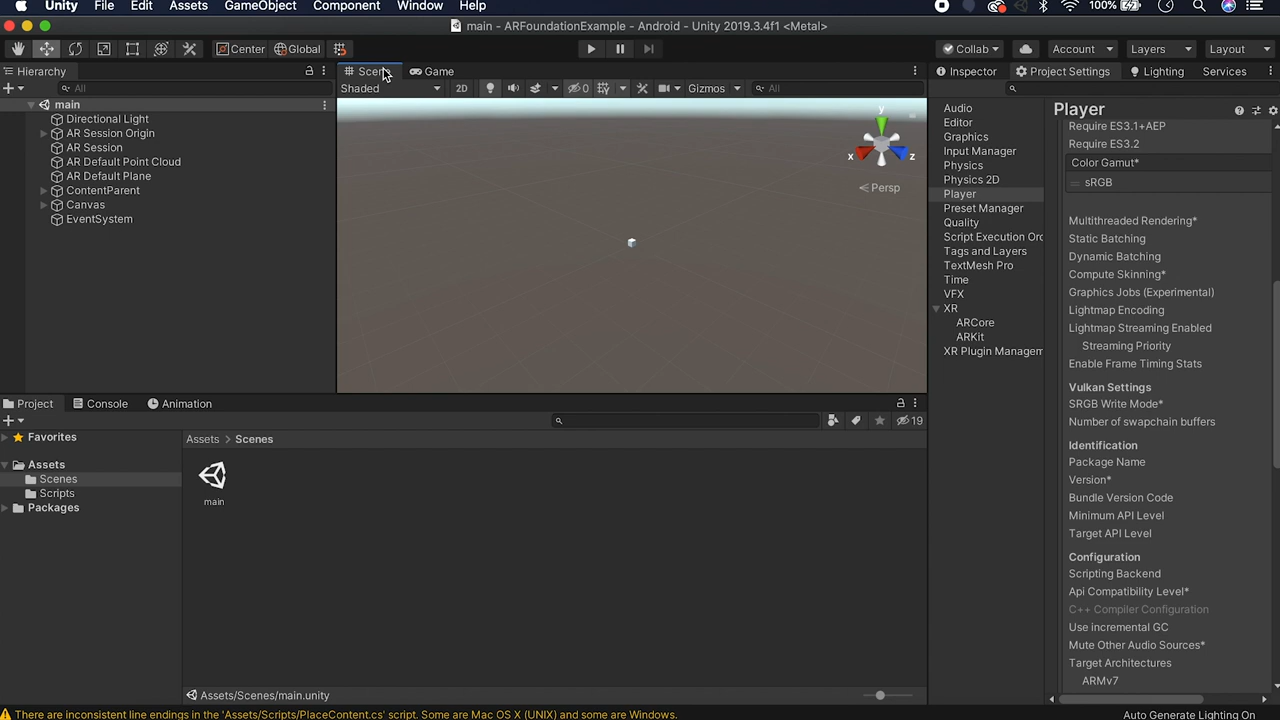 Unity File Edit Assets GameObject Component Window Help 100%
main - ARFoundationExample - Android - Unity 2019.3.4f1 <Metal>
Center Global Collab Account Layers Layout
Hierarchy Scene Game Inspector Project Settings Lighting Services
All Shaded 2D 0 Gizmos All
main
Directional Light
AR Session Origin
AR Session
AR Default Point Cloud
AR Default Plane
ContentParent
Canvas
EventSystem
y
x z
Persp
Audio
Editor
Graphics
Input Manager
Physics
Physics 2D
Player
Preset Manager
Quality
Script Execution Orc
Tags and Layers
TextMesh Pro
Time
VFX
XR
ARCore
ARKit
XR Plugin Managem
Player
Require ES3.1+AEP
Require ES3.2
Color Gamut*
sRGB
Multithreaded Rendering*
Static Batching
Dynamic Batching
Compute Skinning*
Graphics Jobs (Experimental)
Lightmap Encoding
Lightmap Streaming Enabled
Streaming Priority
Enable Frame Timing Stats
Vulkan Settings
SRGB Write Mode*
Number of swapchain buffers
Identification
Package Name
Version*
Bundle Version Code
Minimum API Level
Target API Level
Configuration
Scripting Backend
Api Compatibility Level*
C++ Compiler Configuration
Use incremental GC
Mute Other Audio Sources*
Target Architectures
ARMv7
Project Console Animation
19
Favorites
Assets
Scenes
Scripts
Packages
Assets > Scenes
main
Assets/Scenes/main.unity
There are inconsistent line endings in the 'Assets/Scripts/PlaceContent.cs' script. Some are Mac OS X (UNIX) and some are Windows.
Auto Generate Lighting On